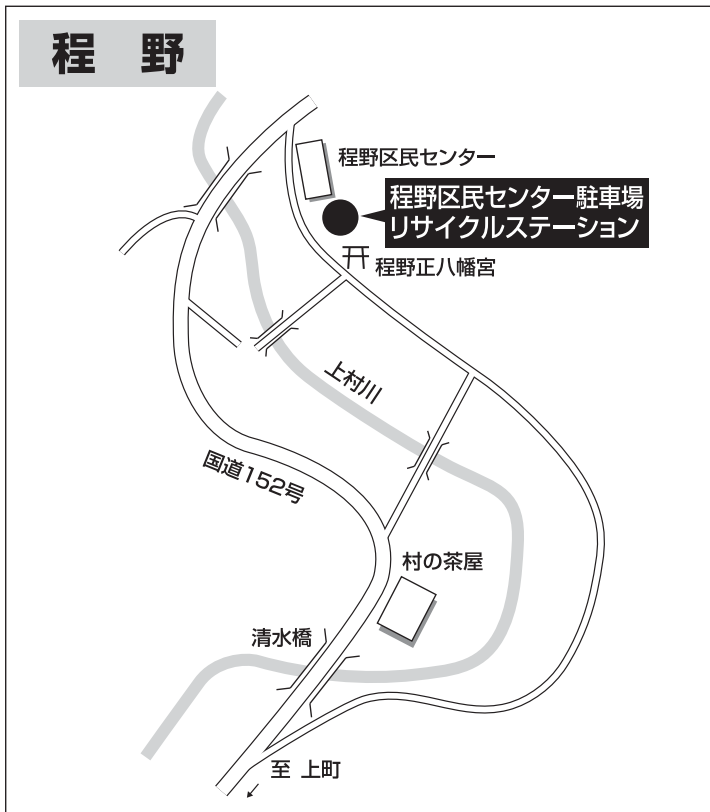 程 野
程野区民センター
程野区民センター駐車場
リサイクルステーション
程野正八幡宮
上村川
国道152号
村の茶屋
清水橋
至 上町